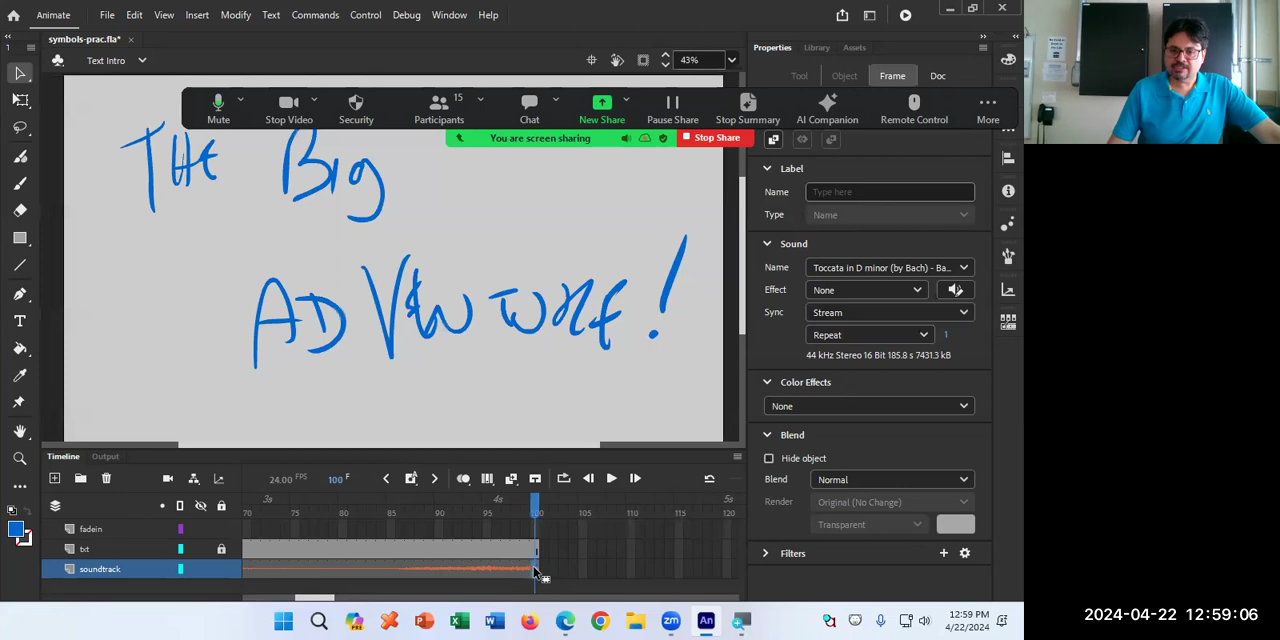 Animate File Edit View Insert Modify Text Commands Control Debug Window Help
symbols-prac.fla*
Text Intro
43%
Mute Stop Video Security Participants 15 Chat New Share Pause Share Stop Summary AI Companion Remote Control More
You are screen sharing Stop Share
THE BIG
ADVENTURE!
Properties Library Assets
Tool Object Frame Doc
Label
Name Type here
Type Name
Sound
Name Toccata in D minor (by Bach) - Ba...
Effect None
Sync Stream
Repeat 1
44 kHz Stereo 16 Bit 185.8 s 7431.3 kB
Color Effects
None
Blend
Hide object
Blend Normal
Render Original (No Change)
Transparent
Filters
Timeline Output
24.00 FPS 100 F
3s 4s 5s
70 75 80 85 90 95 100 105 110 115 120
fadein
txt
soundtrack
12:59 PM
4/22/2024
2024-04-22 12:59:06